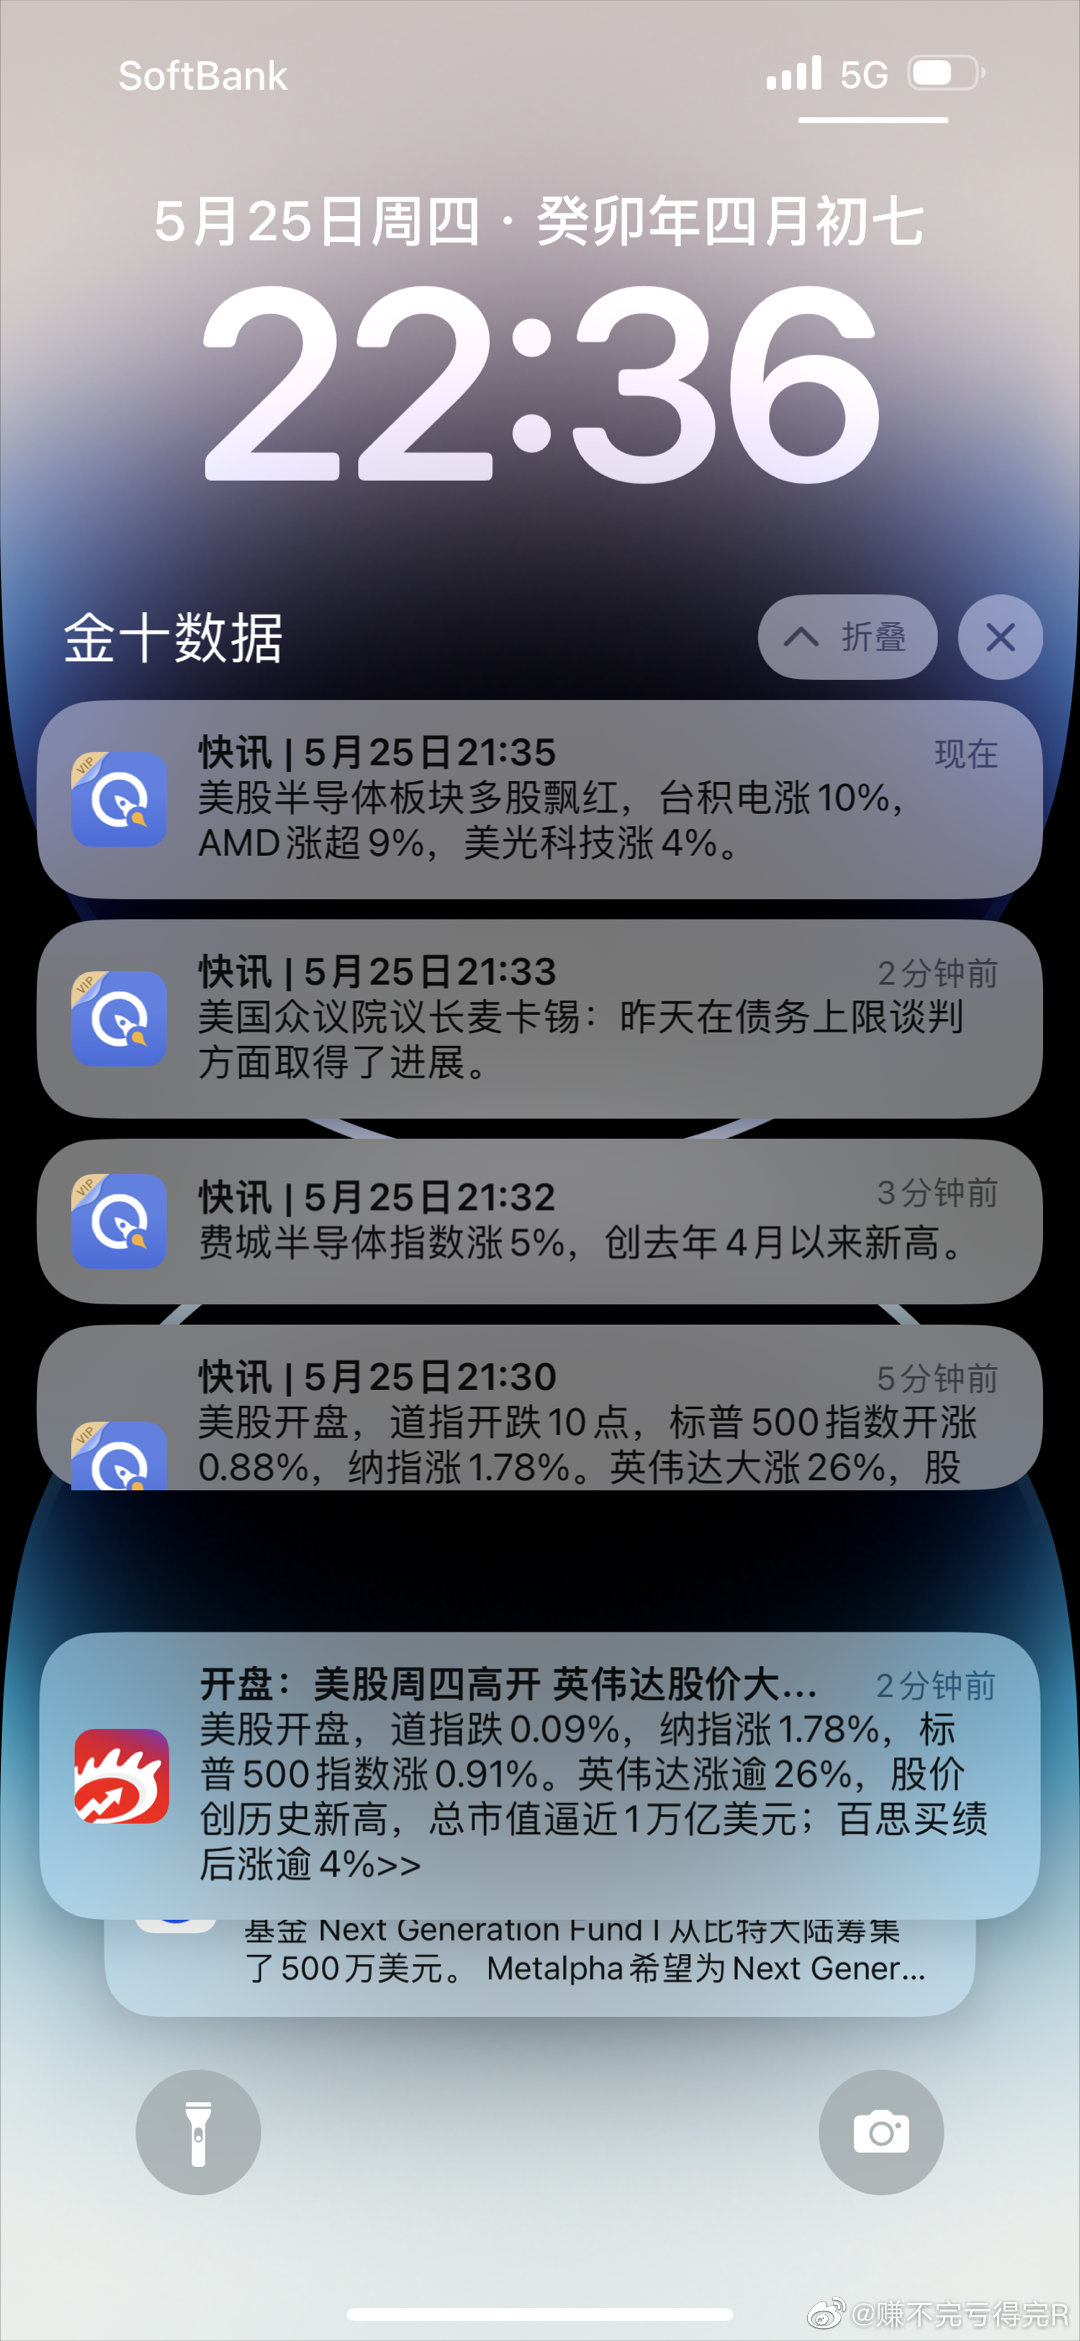 SoftBank
5G
5月25日周四 · 癸卯年四月初七
22:36
金十数据
折叠
VIP
快讯 | 5月25日21:35
现在
美股半导体板块多股飘红，台积电涨10%，
AMD涨超9%，美光科技涨4%。
VIP
快讯 | 5月25日21:33
2分钟前
美国众议院议长麦卡锡：昨天在债务上限谈判
方面取得了进展。
VIP
快讯 | 5月25日21:32
3分钟前
费城半导体指数涨5%，创去年4月以来新高。
VIP
快讯 | 5月25日21:30
5分钟前
美股开盘，道指开跌10点，标普500指数开涨
0.88%，纳指涨1.78%。英伟达大涨26%，股
开盘：美股周四高开 英伟达股价大...
2分钟前
美股开盘，道指跌0.09%，纳指涨1.78%，标
普500指数涨0.91%。英伟达涨逾26%，股价
创历史新高，总市值逼近1万亿美元；百思买绩
后涨逾4%>>
基金 Next Generation Fund I 从比特大陆筹集
了500万美元。 Metalpha希望为Next Gener...
@赚不完亏得完R